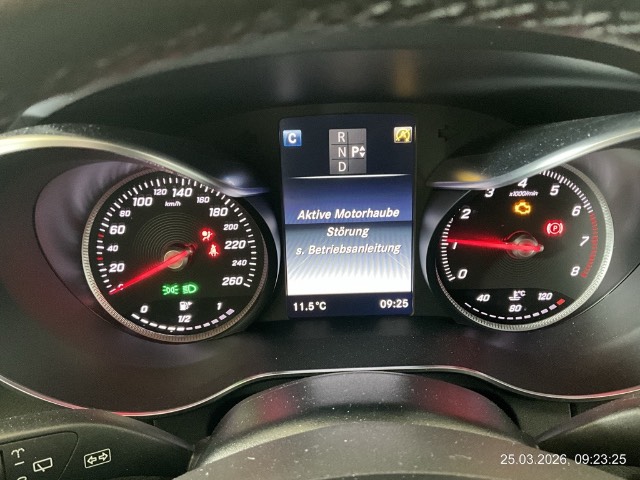 C
R
N P
D
A
Aktive Motorhaube
Störung
s. Betriebsanleitung
11.5°C 09:25
0
20
40
60
80
100
120
140
160
180
200
220
240
260
km/h
0 1/2 1
0
1
2
3
4
5
6
7
8
x1000/min
P
40 80 120
°C
25.03.2026, 09:23:25